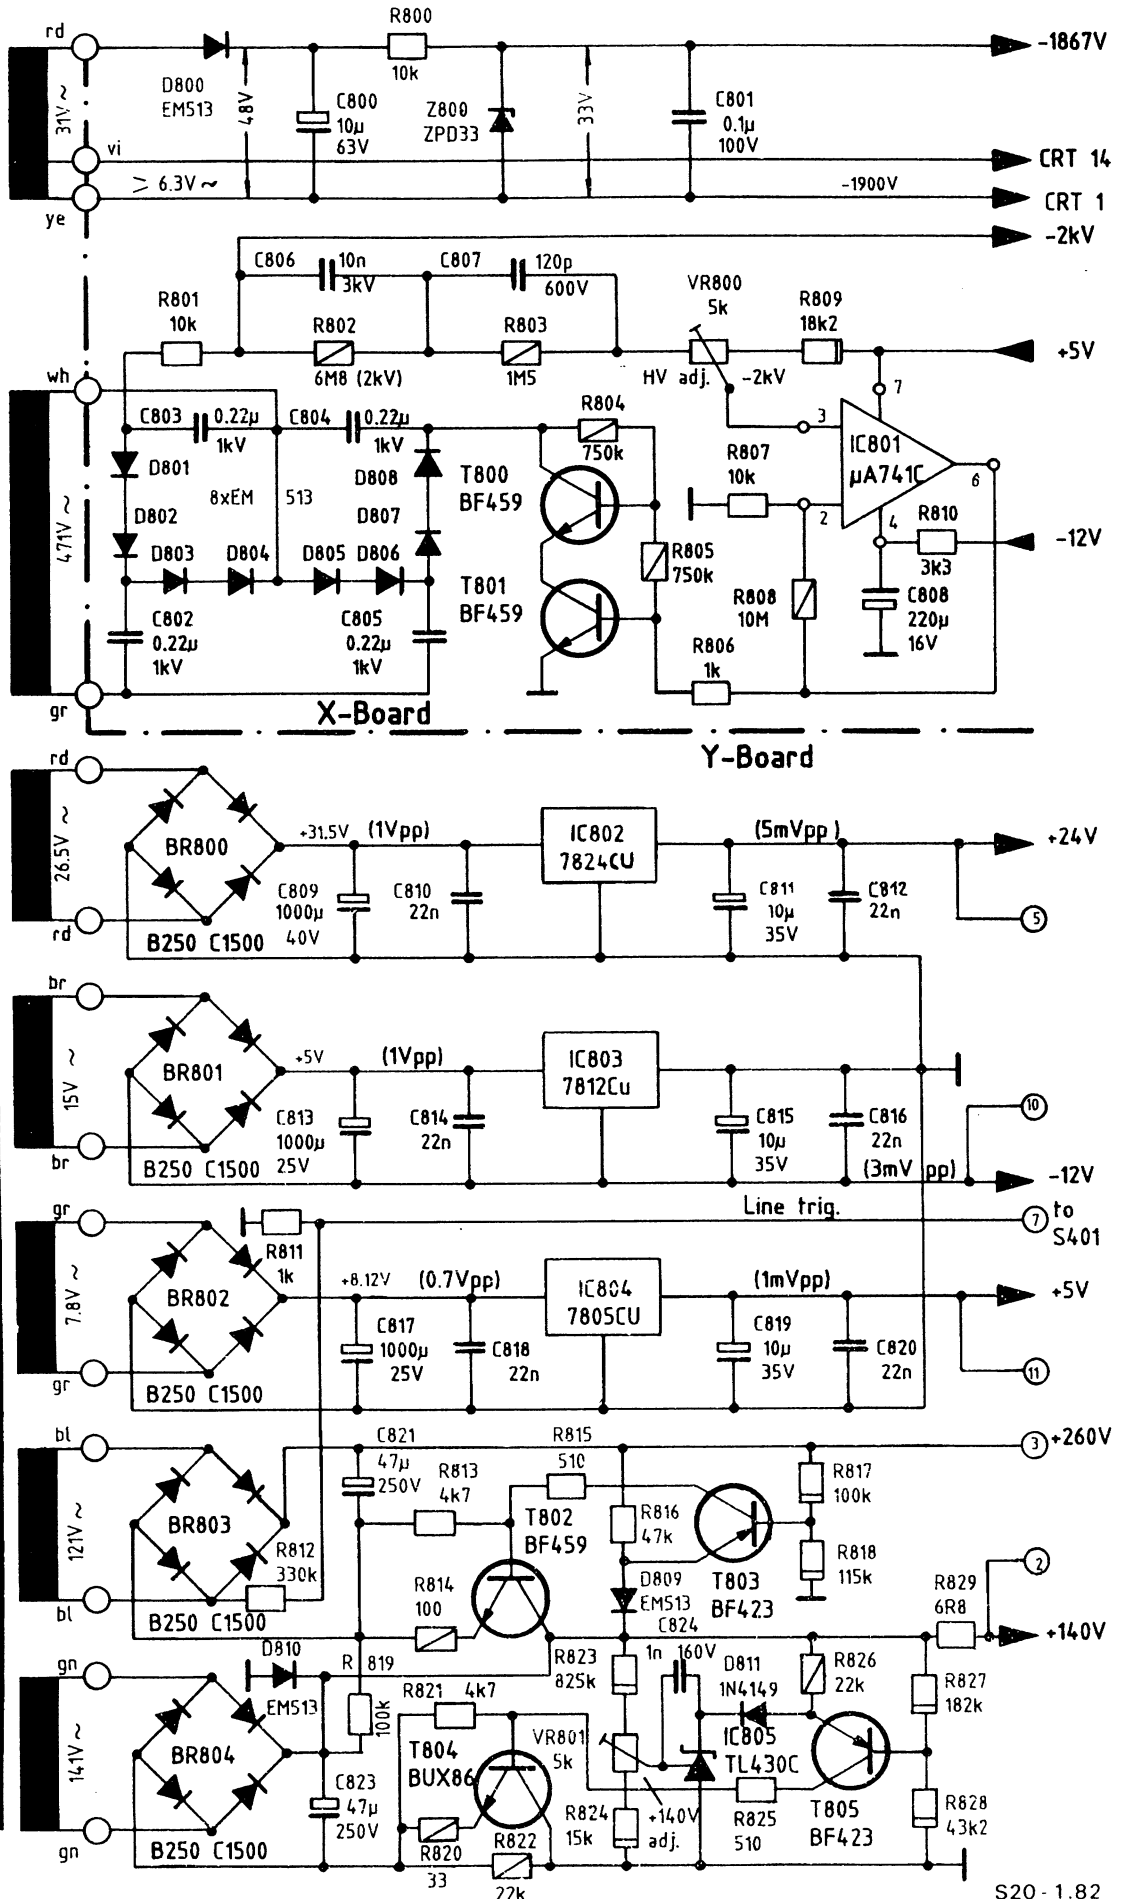 rd
R800
-1867V
10k
31V ~
D800
EM513
48V
C800
10µ
63V
Z800
ZPD33
33V
C801
0.1µ
100V
vi
CRT 14
≥ 6.3V ~
-1900V
CRT 1
ye
-2kV
C806
10n
3kV
C807
120p
600V
VR800
5k
R809
18k2
R801
10k
R802
6M8 (2kV)
R803
1M5
+5V
HV adj.
-2kV
wh
7
C803
0.22µ
1kV
C804
0.22µ
1kV
R804
750k
3
IC801
µA741C
6
D801
D808
T800
BF459
R807
10k
8xEM 513
2
4
R810
3k3
-12V
471V ~
D802
D807
D803
D804
D805
D806
T801
BF459
R805
750k
R808
10M
C808
220µ
16V
C802
0.22µ
1kV
C805
0.22µ
1kV
R806
1k
gr
X-Board
Y-Board
rd
26.5V ~
BR800
+31.5V
(1Vpp)
IC802
7824CU
(5mVpp)
+24V
C809
1000µ
40V
C810
22n
C811
10µ
35V
C812
22n
5
rd
B250 C1500
br
15V ~
BR801
+5V
(1Vpp)
IC803
7812Cu
C813
1000µ
25V
C814
22n
C815
10µ
35V
C816
22n
10
br
B250 C1500
(3mV pp)
-12V
Line trig.
7
to
S401
gr
R811
1k
7.8V ~
BR802
+8.12V
(0.7Vpp)
IC804
7805CU
(1mVpp)
+5V
C817
1000µ
25V
C818
22n
C819
10µ
35V
C820
22n
11
gr
B250 C1500
bl
C821
47µ
250V
R815
510
3
+260V
R813
4k7
R817
100k
121V ~
BR803
T802
BF459
R816
47k
R812
330k
T803
BF423
R818
115k
R814
100
D809
EM513
2
R829
6R8
bl
B250 C1500
C824
1n
160V
+140V
gn
D810
EM513
R 819
100k
R823
825k
D811
1N4149
R826
22k
R827
182k
R821
4k7
141V ~
BR804
T804
BUX86
VR801
5k
IC805
TL430C
C823
47µ
250V
T805
BF423
R824
15k
+140V
adj.
R825
510
R828
43k2
gn
B250 C1500
R820
33
R822
22k
S20-1.82